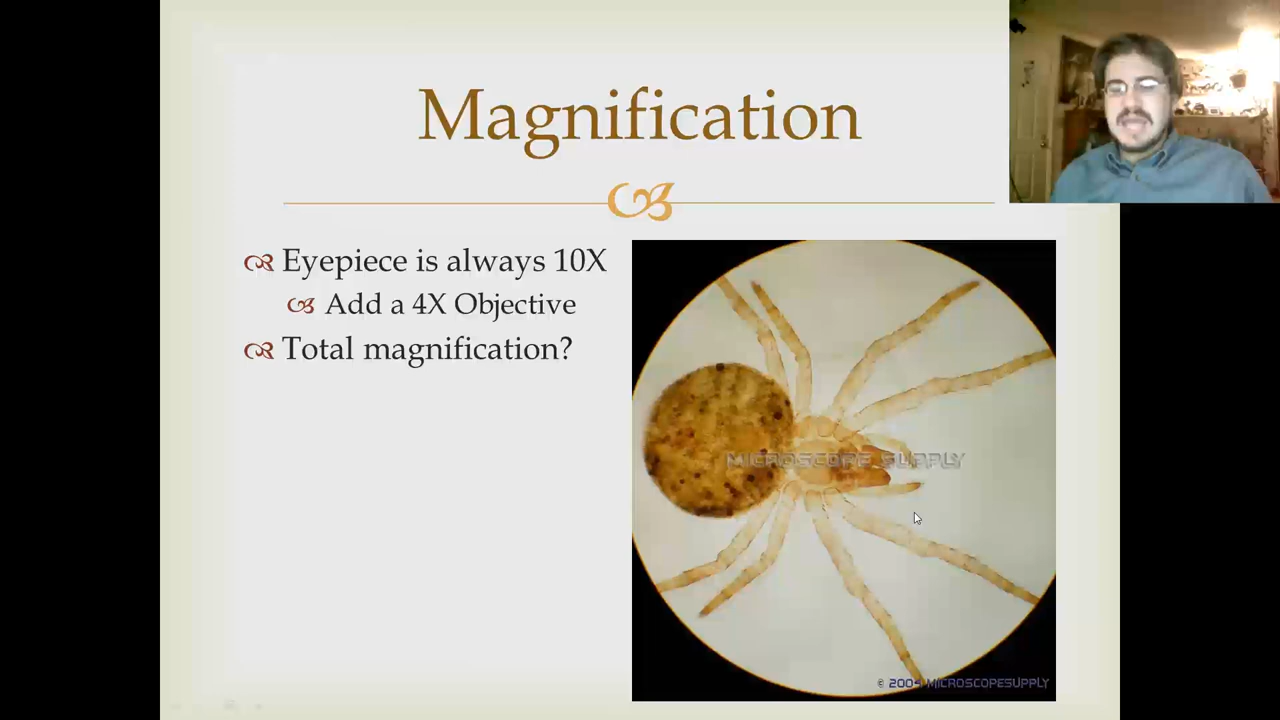 Magnification
Eyepiece is always 10X
Add a 4X Objective
Total magnification?
MICROSCOPE SUPPLY
© 2004 MICROSCOPESUPPLY